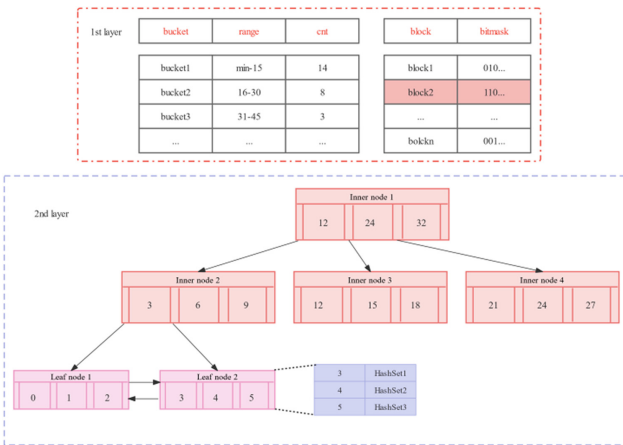 1st layer
bucket range cnt
bucket1 min-15 14
bucket2 16-30 8
bucket3 31-45 3
... ... ...
block bitmask
block1 010...
block2 110...
... ...
bolckn 001...
2nd layer
Inner node 1
12 24 32
Inner node 2
3 6 9
Inner node 3
12 15 18
Inner node 4
21 24 27
Leaf node 1
0 1 2
Leaf node 2
3 4 5
3 HashSet1
4 HashSet2
5 HashSet3